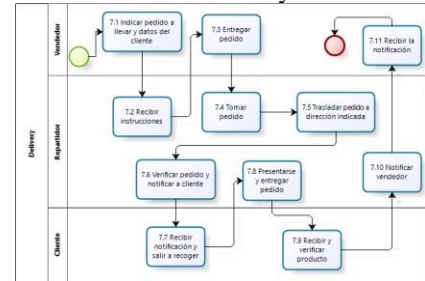 Delivery
Vendedor
Repartidor
Cliente
7.1 Indicar pedido a
llevar y datos del
cliente
7.2 Recibir
instrucciones
7.3 Entregar
pedido
7.4 Tomar
pedido
7.5 Trasladar pedido a
dirección indicada
7.6 Verificar pedido y
notificar a cliente
7.7 Recibir
notificación y
salir a recoger
7.8 Presentarse
y entregar
pedido
7.9 Recibir y
verificar
producto
7.10 Notificar
vendedor
7.11 Recibir la
notificación